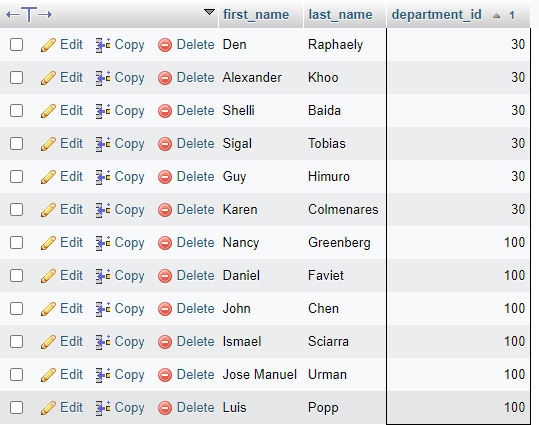 first_name last_name department_id 1
Edit Copy Delete Den Raphaely 30
Edit Copy Delete Alexander Khoo 30
Edit Copy Delete Shelli Baida 30
Edit Copy Delete Sigal Tobias 30
Edit Copy Delete Guy Himuro 30
Edit Copy Delete Karen Colmenares 30
Edit Copy Delete Nancy Greenberg 100
Edit Copy Delete Daniel Faviet 100
Edit Copy Delete John Chen 100
Edit Copy Delete Ismael Sciarra 100
Edit Copy Delete Jose Manuel Urman 100
Edit Copy Delete Luis Popp 100